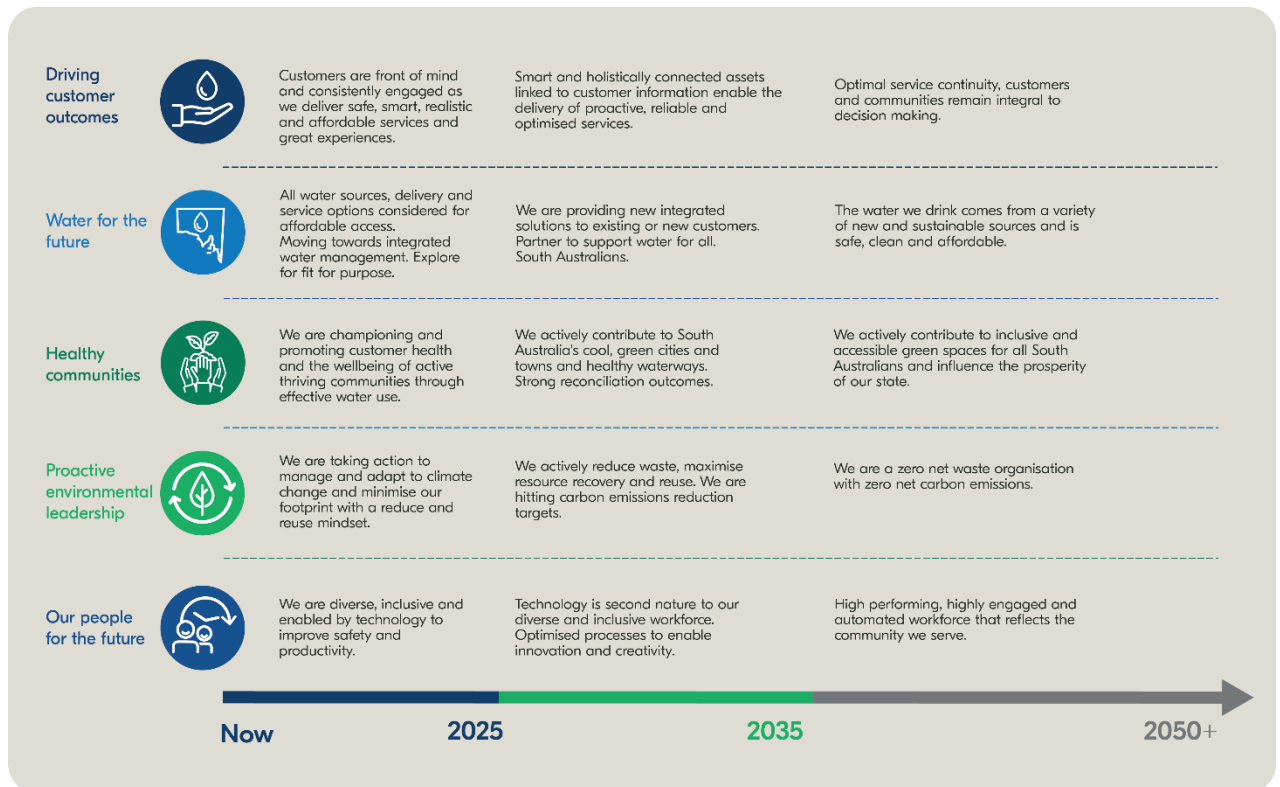 Driving
customer
outcomes
Customers are front of mind
and consistently engaged as
we deliver safe, smart, realistic
and affordable services and
great experiences.
Smart and holistically connected assets
linked to customer information enable the
delivery of proactive, reliable and
optimised services.
Optimal service continuity, customers
and communities remain integral to
decision making.
Water for the
future
All water sources, delivery and
service options considered for
affordable access.
Moving towards integrated
water management. Explore
for fit for purpose.
We are providing new integrated
solutions to existing or new customers.
Partner to support water for all.
South Australians.
The water we drink comes from a variety
of new and sustainable sources and is
safe, clean and affordable.
Healthy
communities
We are championing and
promoting customer health
and the wellbeing of active
thriving communities through
effective water use.
We actively contribute to South
Australia's cool, green cities and
towns and healthy waterways.
Strong reconciliation outcomes.
We actively contribute to inclusive and
accessible green spaces for all South
Australians and influence the prosperity
of our state.
Proactive
environmental
leadership
We are taking action to
manage and adapt to climate
change and minimise our
footprint with a reduce and
reuse mindset.
We actively reduce waste, maximise
resource recovery and reuse. We are
hitting carbon emissions reduction
targets.
We are a zero net waste organisation
with zero net carbon emissions.
Our people
for the future
We are diverse, inclusive and
enabled by technology to
improve safety and
productivity.
Technology is second nature to our
diverse and inclusive workforce.
Optimised processes to enable
innovation and creativity.
High performing, highly engaged and
automated workforce that reflects the
community we serve.
Now
2025
2035
2050+